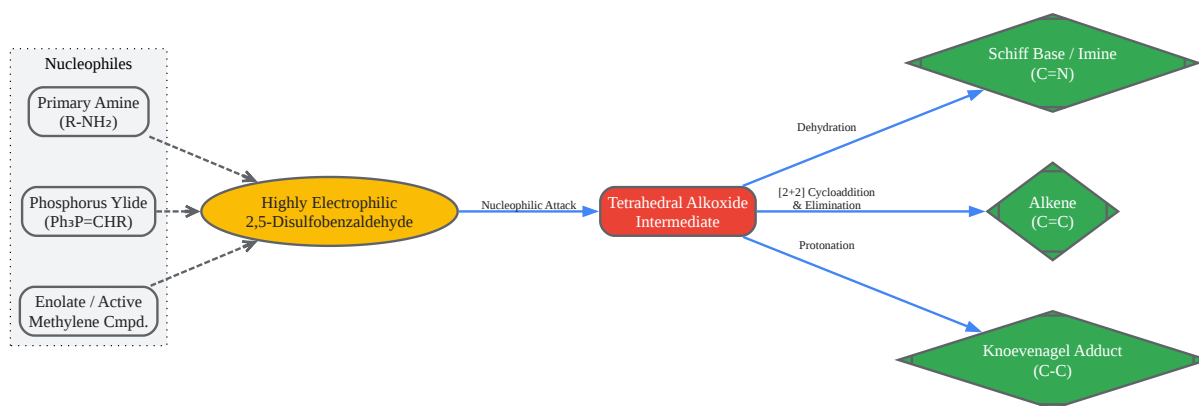 Nucleophiles
Primary Amine
(R-NH₂)
Phosphorus Ylide
(Ph₃P=CHR)
Enolate / Active
Methylene Cmpd.
Highly Electrophilic
2,5-Disulfobenzaldehyde
Nucleophilic Attack
Tetrahedral Alkoxide
Intermediate
Dehydration
[2+2] Cycloaddition
& Elimination
Protonation
Schiff Base / Imine
(C=N)
Alkene
(C=C)
Knoevenagel Adduct
(C-C)